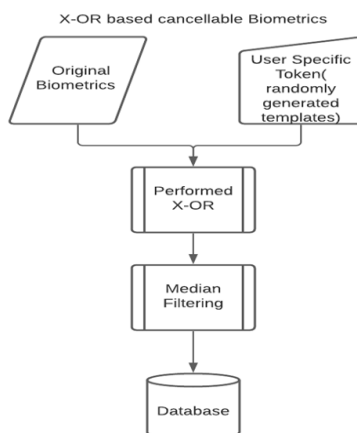 X-OR based cancellable Biometrics
Original
Biometrics
User Specific
Token(
randomly
generated
templates)
Performed
X-OR
Median
Filtering
Database